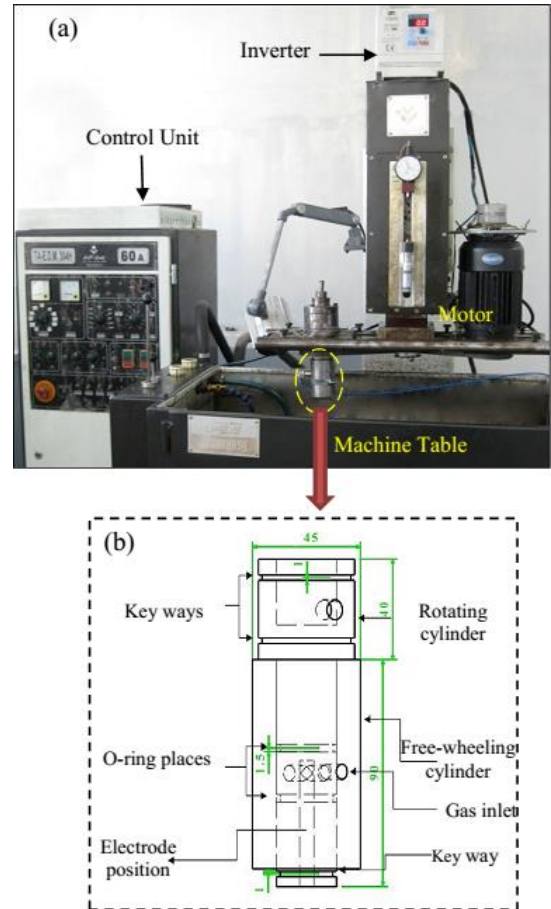 (a)
Inverter
Control Unit
60A
Motor
Machine Table
(b)
45
1
Key ways
40
Rotating
cylinder
O-ring places
1.5
90
Free-wheeling
cylinder
Gas inlet
Electrode
position
Key way
1